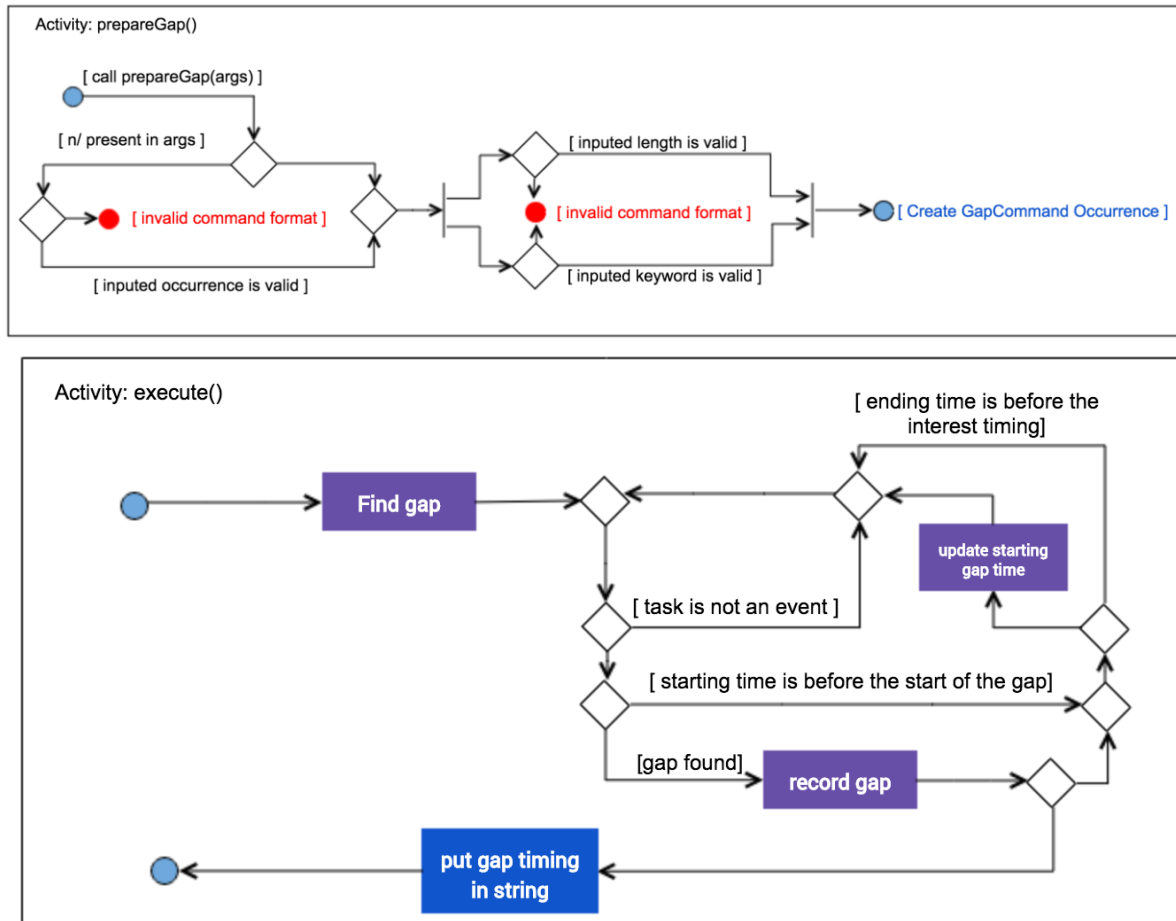 Activity: prepareGap()
[ call prepareGap(args) ]
[ n/ present in args ]
[ inputed length is valid ]
[ invalid command format ]
[ invalid command format ]
[ Create GapCommand Occurrence ]
[ inputed occurrence is valid ]
[ inputed keyword is valid ]
Activity: execute()
[ ending time is before the
interest timing]
Find gap
update starting
gap time
[ task is not an event ]
[ starting time is before the start of the gap]
[gap found]
record gap
put gap timing
in string